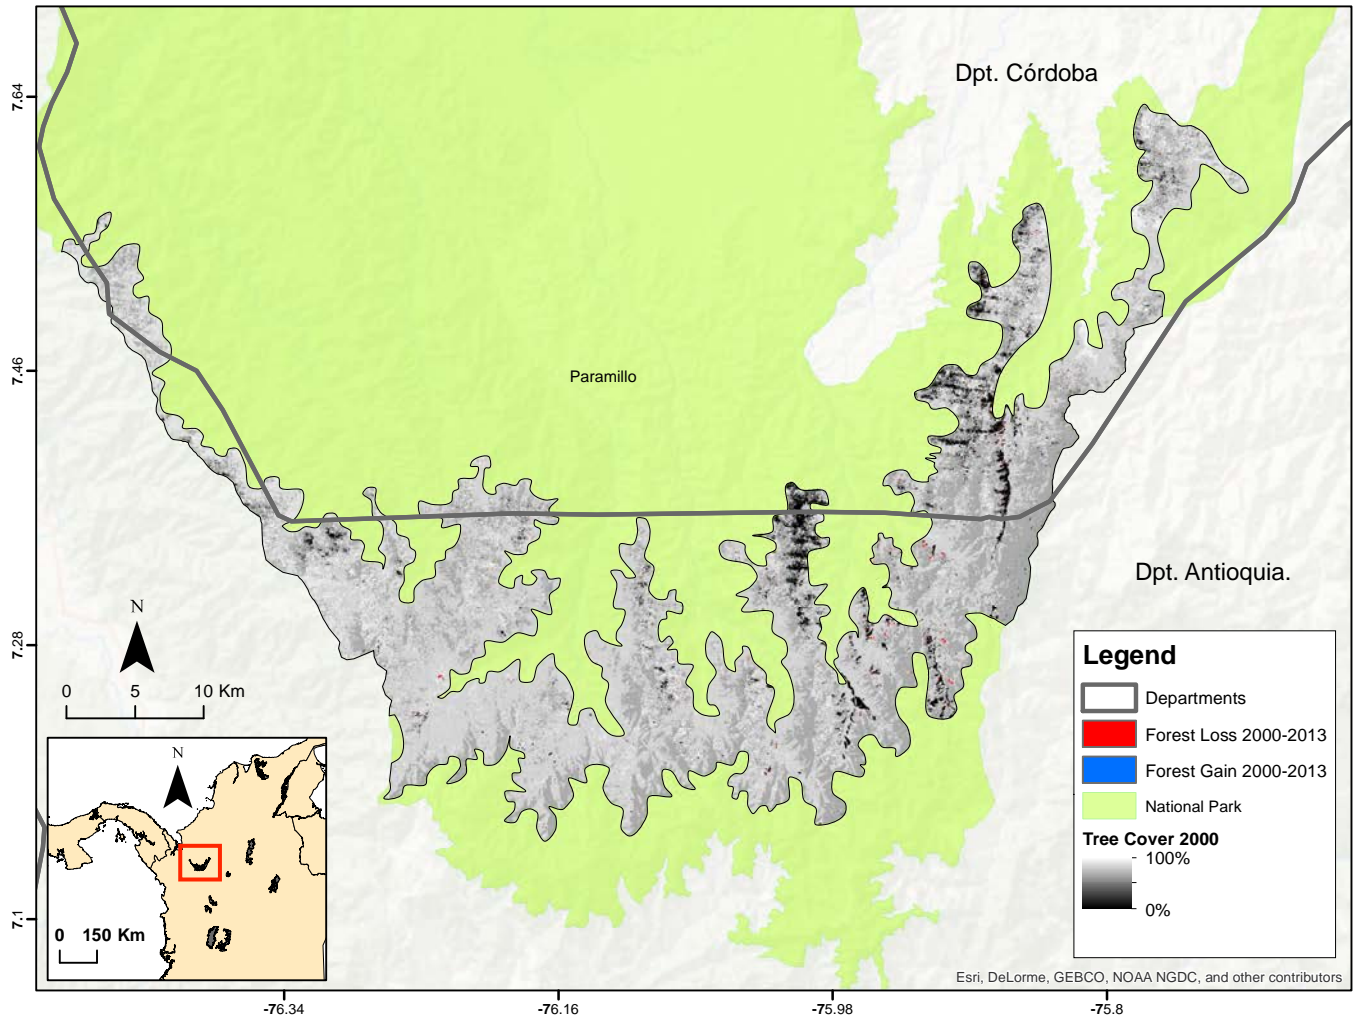 Dpt. Córdoba
7.64
7.46
Paramillo
Dpt. Antioquia.
7.28
N
0 5 10 Km
Legend
Departments
Forest Loss 2000-2013
Forest Gain 2000-2013
National Park
Tree Cover 2000
100%
0%
N
0 150 Km
7.1
Esri, DeLorme, GEBCO, NOAA NGDC, and other contributors
-76.34 -76.16 -75.98 -75.8